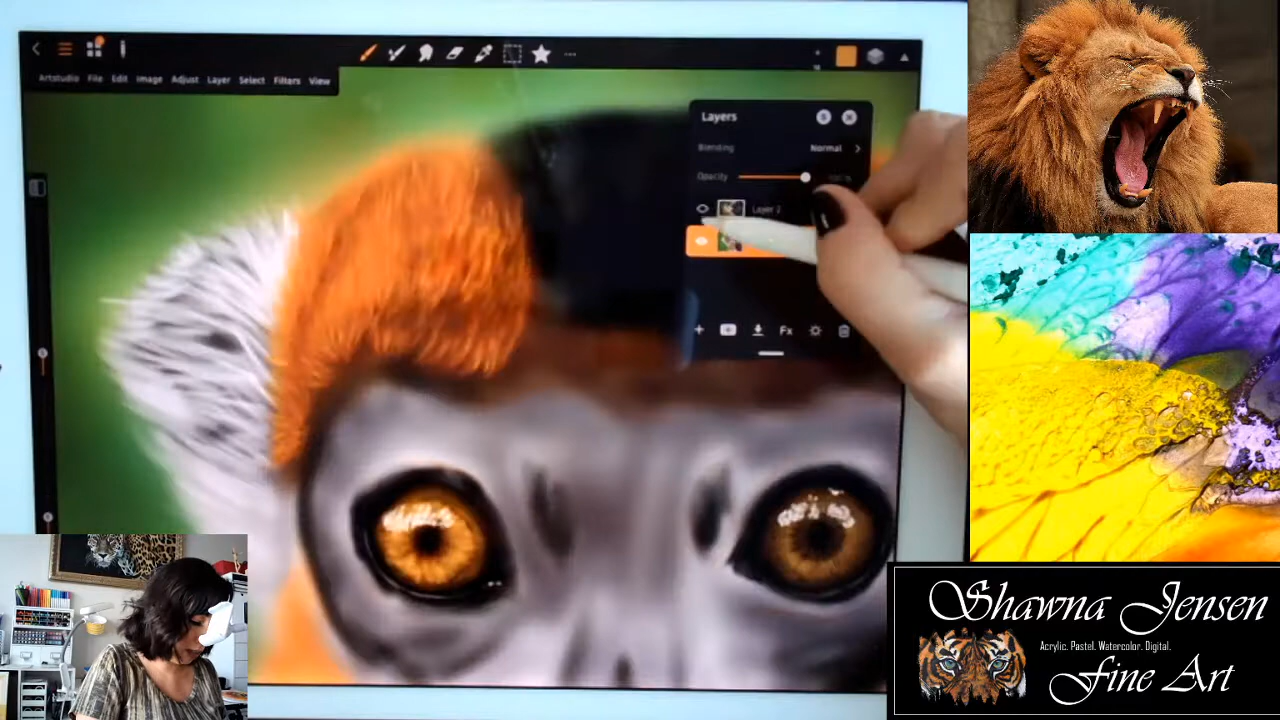 Artstudio File Edit Image Adjust Layer Select Filters View
Layers
Blending Normal
Opacity
Layer 2
Fx
Shawna Jensen
Acrylic. Pastel. Watercolor. Digital.
Fine Art